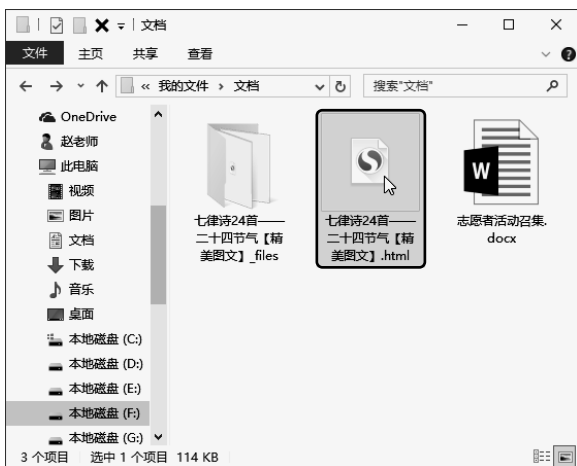 文档
文件 主页 共享 查看
« 我的文件 › 文档
搜索"文档"
OneDrive
赵老师
此电脑
视频
图片
文档
下载
音乐
桌面
本地磁盘 (C:)
本地磁盘 (D:)
本地磁盘 (E:)
本地磁盘 (F:)
本地磁盘 (G:)
七律诗24首——
二十四节气【精
美图文】_files
七律诗24首——
二十四节气【精
美图文】.html
W
志愿者活动召集.
docx
3 个项目 选中 1 个项目 114 KB